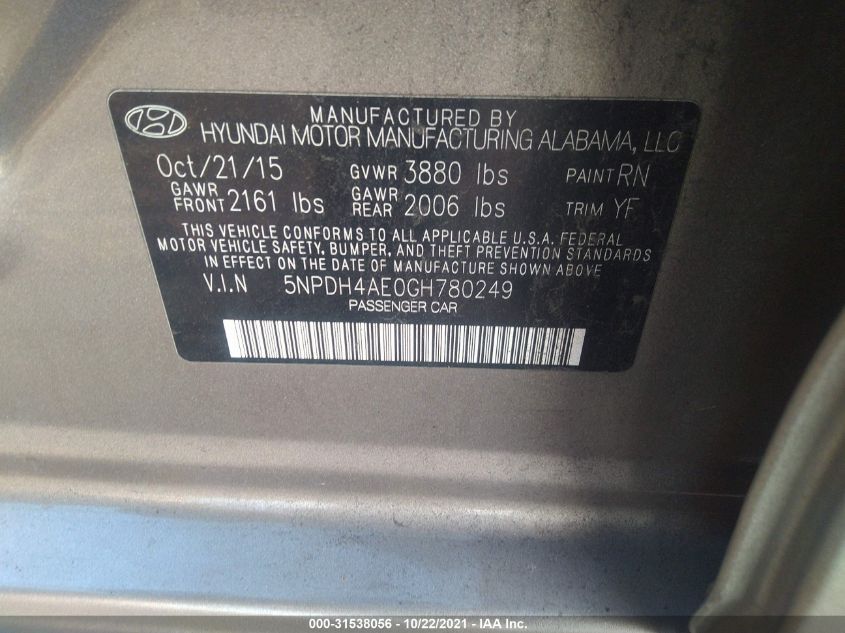 MANUFACTURED BY
HYUNDAI MOTOR MANUFACTURING ALABAMA, LLC
Oct/21/15 GVWR 3880 lbs PAINT RN
GAWR FRONT 2161 lbs GAWR REAR 2006 lbs TRIM YF
THIS VEHICLE CONFORMS TO ALL APPLICABLE U.S.A. FEDERAL
MOTOR VEHICLE SAFETY, BUMPER, AND THEFT PREVENTION STANDARDS
IN EFFECT ON THE DATE OF MANUFACTURE SHOWN ABOVE
V.I.N 5NPDH4AE0GH780249
PASSENGER CAR
000-31538056 - 10/22/2021 - IAA Inc.